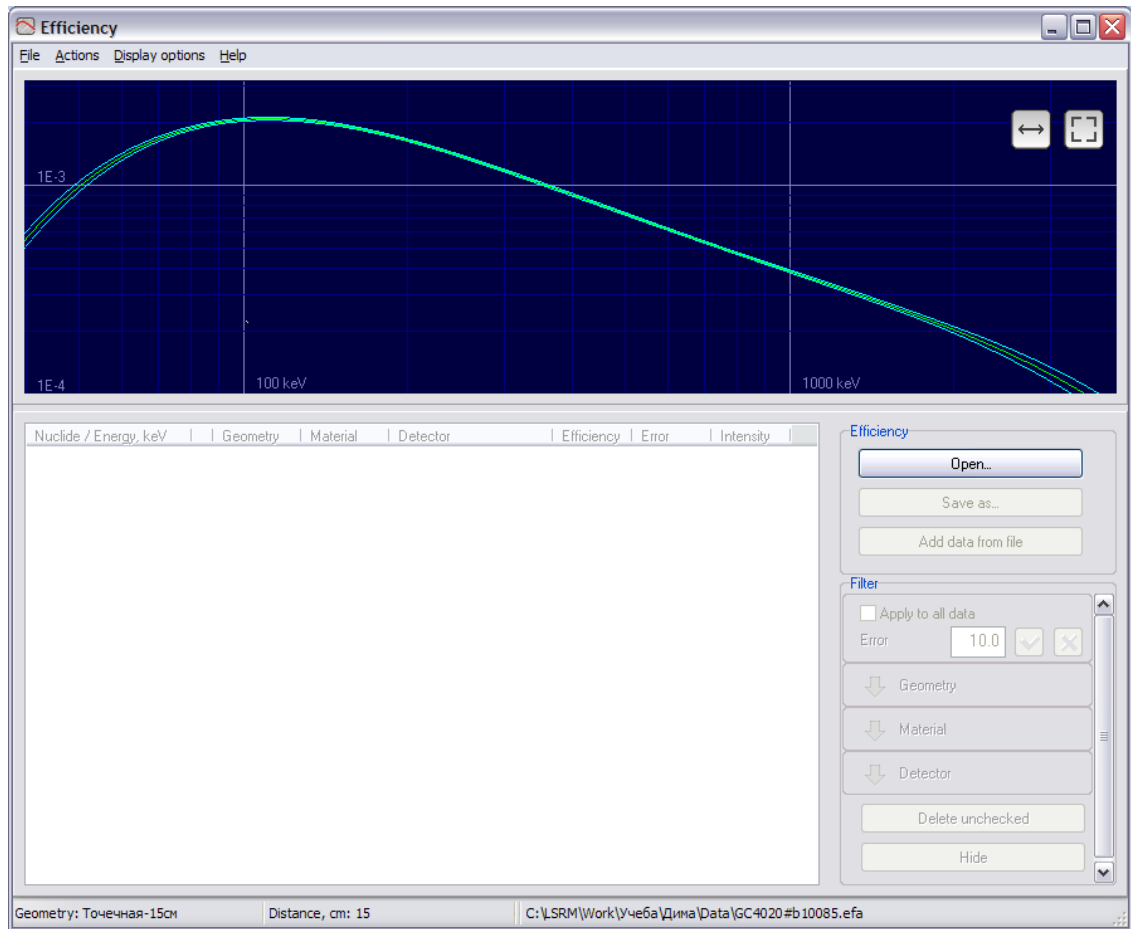 Efficiency
File Actions Display options Help
1E-3
1E-4
100 keV
1000 keV
Nuclide / Energy, keV Geometry Material Detector Efficiency Error Intensity
Efficiency
Open...
Save as...
Add data from file
Filter
Apply to all data
Error 10.0
Geometry
Material
Detector
Delete unchecked
Hide
Geometry: Точечная-15см Distance, cm: 15 C:\LSRM\Work\Учеба\Дима\Data\GC4020#b10085.efa